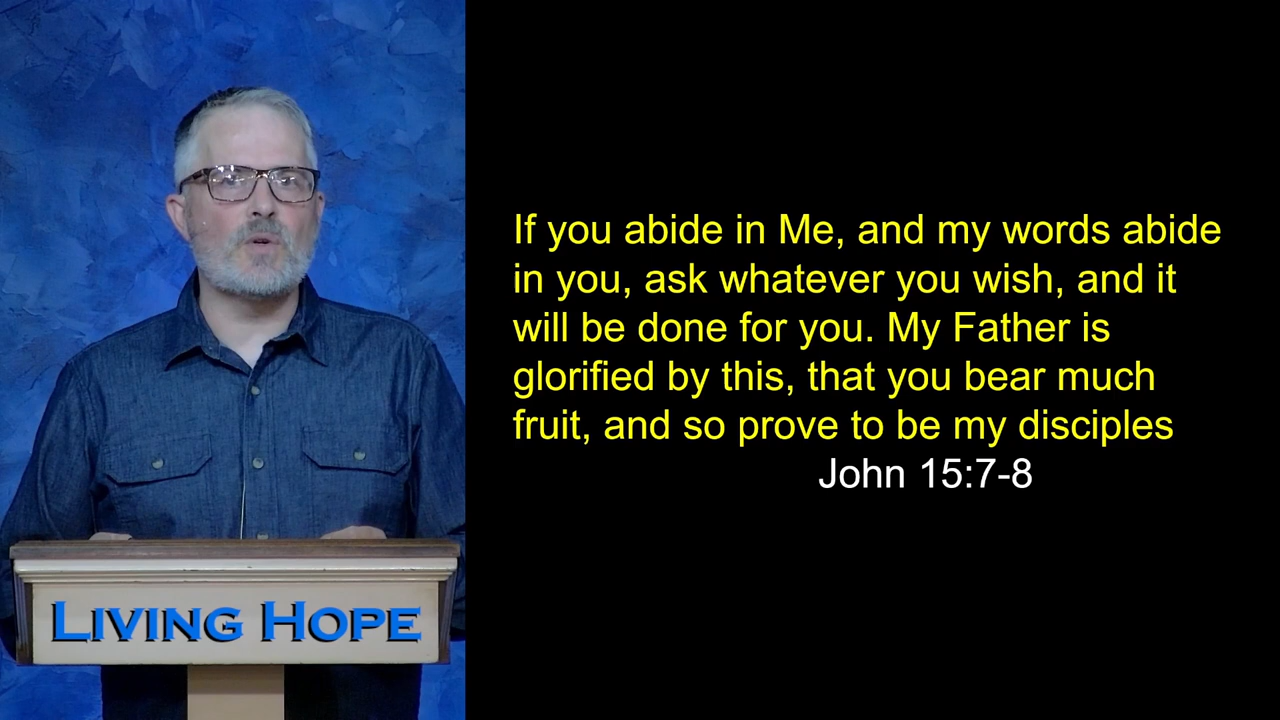 LIVING HOPE
If you abide in Me, and my words abide
in you, ask whatever you wish, and it
will be done for you. My Father is
glorified by this, that you bear much
fruit, and so prove to be my disciples
John 15:7-8